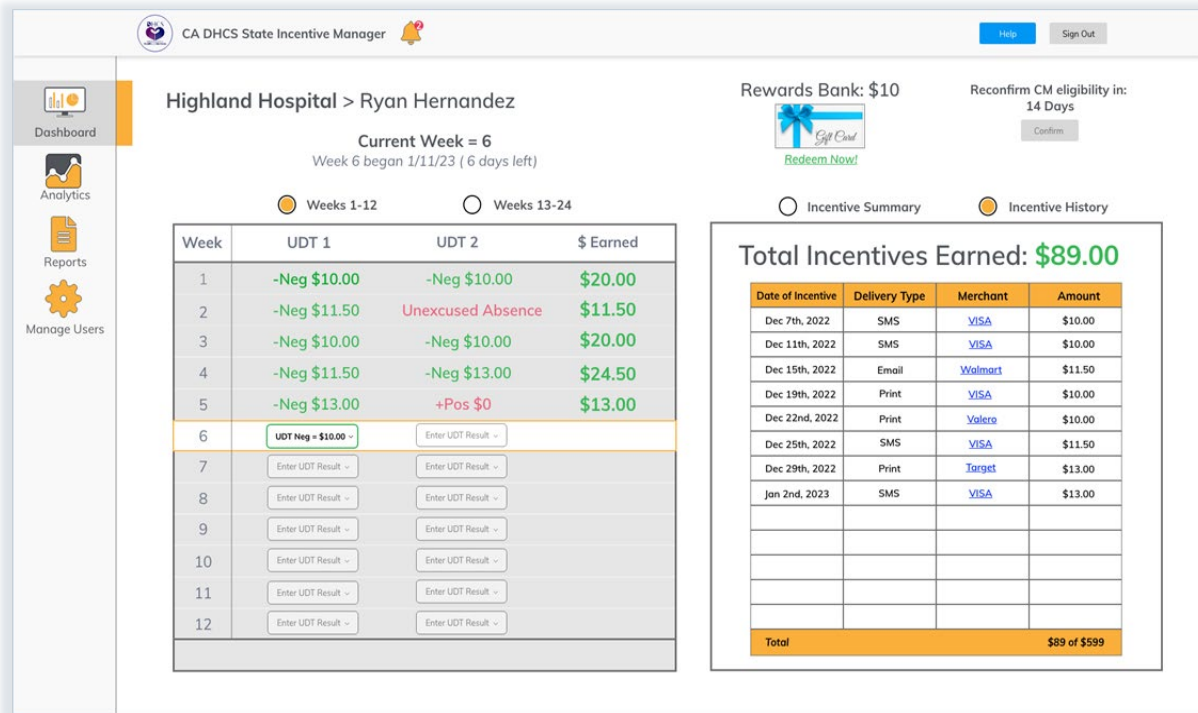 CA DHCS State Incentive Manager
2
Help
Sign Out
Dashboard
Analytics
Reports
Manage Users
Highland Hospital > Ryan Hernandez
Current Week = 6
Week 6 began 1/11/23 ( 6 days left)
Rewards Bank: $10
Gift Card
Redeem Now!
Reconfirm CM eligibility in:
14 Days
Confirm
Weeks 1-12
Weeks 13-24
Week UDT 1 UDT 2 $ Earned
1 -Neg $10.00 -Neg $10.00 $20.00
2 -Neg $11.50 Unexcused Absence $11.50
3 -Neg $10.00 -Neg $10.00 $20.00
4 -Neg $11.50 -Neg $13.00 $24.50
5 -Neg $13.00 +Pos $0 $13.00
6 UDT Neg = $10.00 Enter UDT Result
7 Enter UDT Result Enter UDT Result
8 Enter UDT Result Enter UDT Result
9 Enter UDT Result Enter UDT Result
10 Enter UDT Result Enter UDT Result
11 Enter UDT Result Enter UDT Result
12 Enter UDT Result Enter UDT Result
Incentive Summary
Incentive History
Total Incentives Earned: $89.00
Date of Incentive Delivery Type Merchant Amount
Dec 7th, 2022 SMS VISA $10.00
Dec 11th, 2022 SMS VISA $10.00
Dec 15th, 2022 Email Walmart $11.50
Dec 19th, 2022 Print VISA $10.00
Dec 22nd, 2022 Print Valero $10.00
Dec 25th, 2022 SMS VISA $11.50
Dec 29th, 2022 Print Target $13.00
Jan 2nd, 2023 SMS VISA $13.00
Total $89 of $599